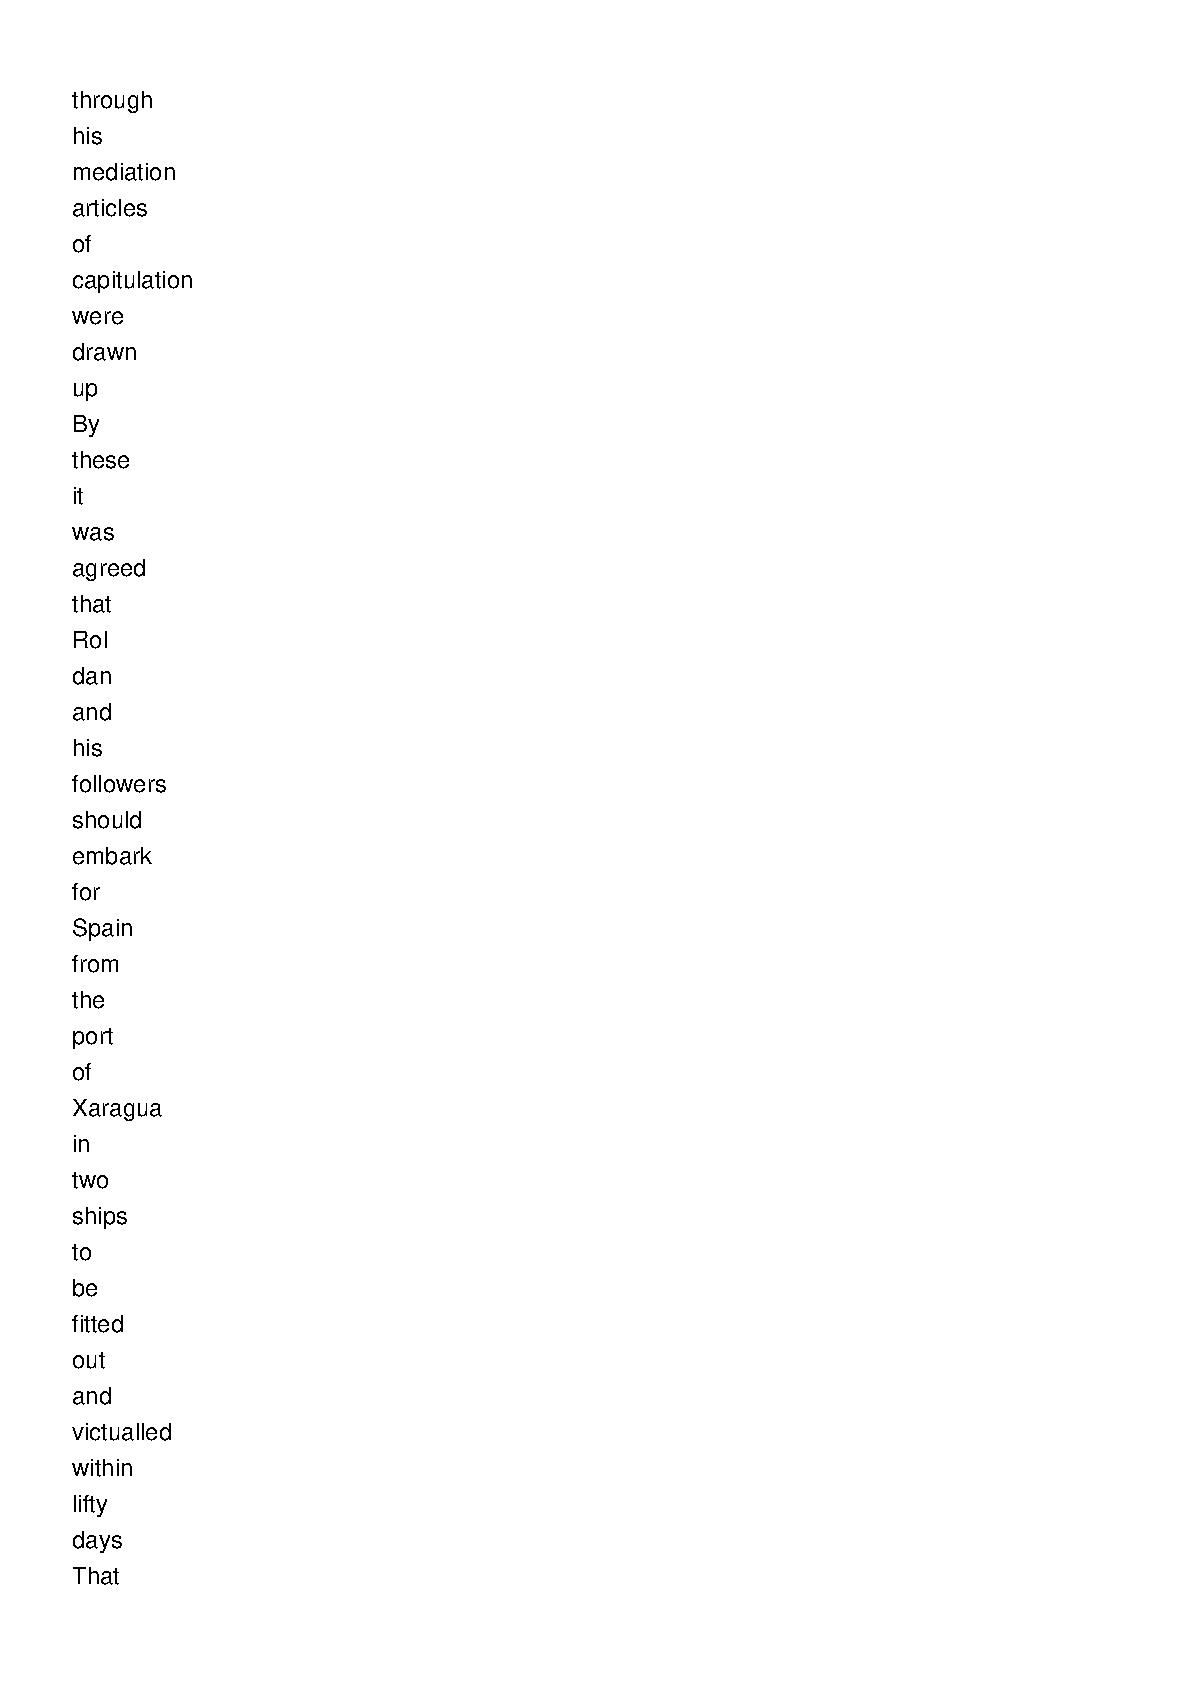 through
his
mediation
articles
of
capitulation
were
drawn
up
By
these
it
was
agreed
that
Rol
dan
and
his
followers
should
embark
for
Spain
from
the
port
of
Xaragua
in
two
ships
to
be
fitted
out
and
victualled
within
lifty
days
That